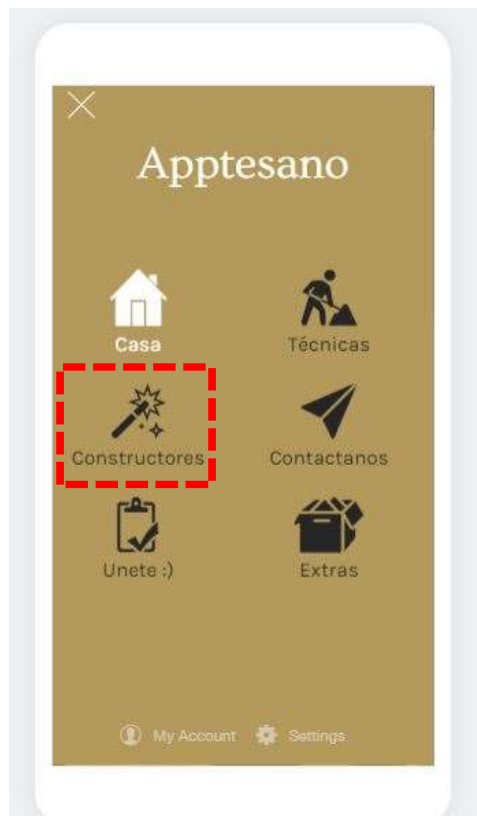 Apptesano
Casa Técnicas
Constructores Contactanos
Unete :) Extras
My Account Settings